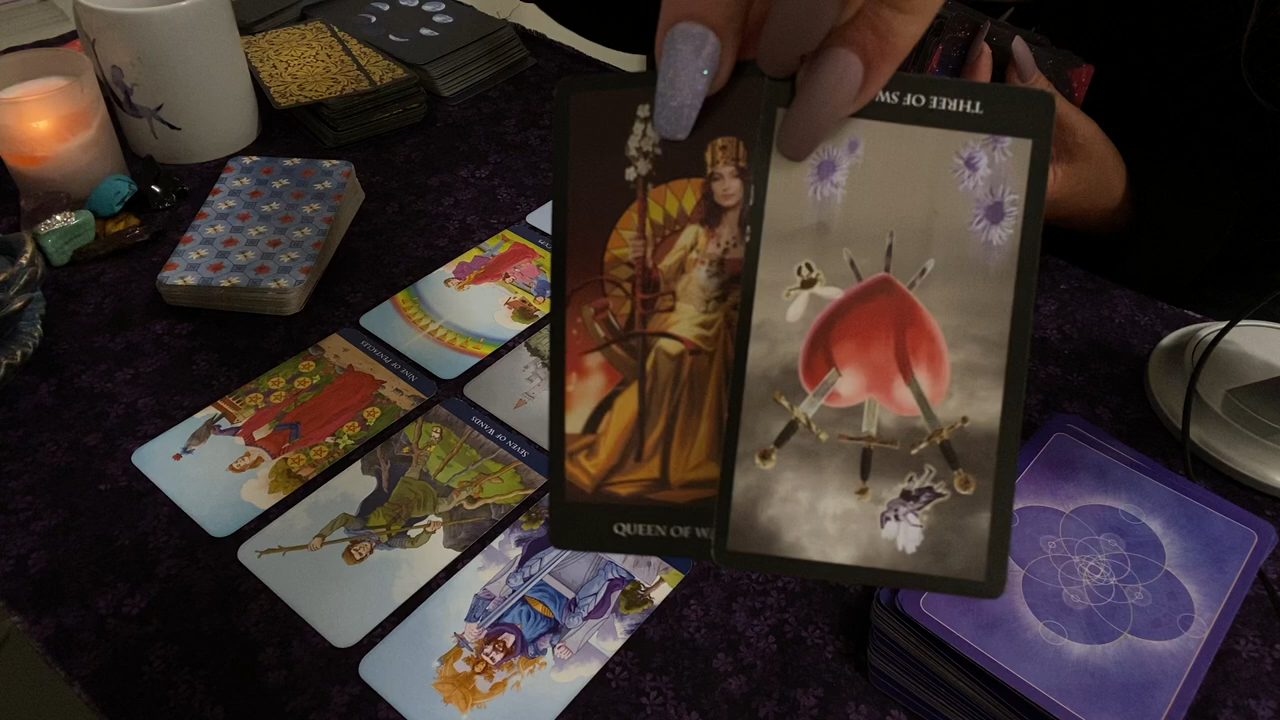 THREE OF SW
QUEEN OF W
NINE OF PENTACLES
SEVEN OF WANDS